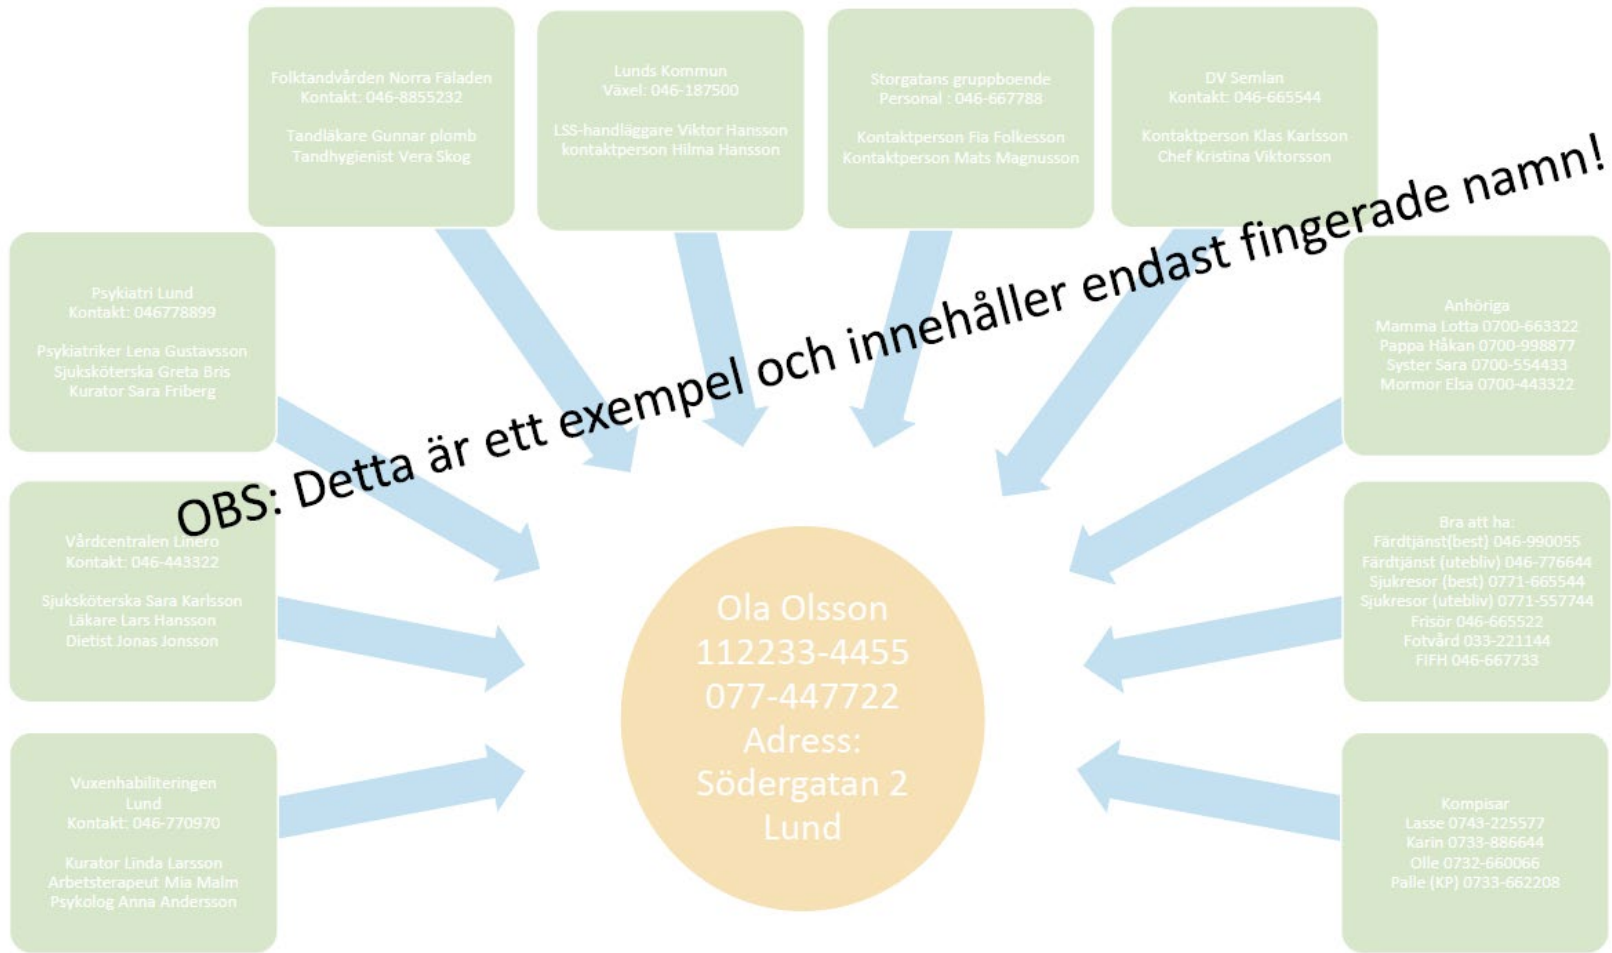 Folktandvården Norra Fäladen
Kontakt: 046-8855232
Tandläkare Gunnar plomb
Tandhygienist Vera Skog
Lunds Kommun
Växel: 046-187500
LSS-handläggare Viktor Hansson
kontaktperson Hilma Hansson
Storgatans gruppboende
Personal : 046-667788
Kontaktperson Fia Folkesson
Kontaktperson Mats Magnusson
DV Semlan
Kontakt: 046-665544
Kontaktperson Klas Karlsson
Chef Kristina Viktorsson
OBS: Detta är ett exempel och innehåller endast fingerade namn!
Psykiatri Lund
Kontakt: 046778899
Psykiatriker Lena Gustavsson
Sjuksköterska Greta Bris
Kurator Sara Friberg
Anhöriga
Mamma Lotta 0700-663322
Pappa Håkan 0700-998877
Syster Sara 0700-554433
Mormor Elsa 0700-443322
Vårdcentralen Linero
Kontakt: 046-443322
Sjuksköterska Sara Karlsson
Läkare Lars Hansson
Dietist Jonas Jonsson
Bra att ha:
Färdtjänst(best) 046-990055
Färdtjänst (utebliv) 046-776644
Sjukresor (best) 0771-665544
Sjukresor (utebliv) 0771-557744
Frisör 046-665522
Fotvård 033-221144
FIFH 046-667733
Ola Olsson
112233-4455
077-447722
Adress:
Södergatan 2
Lund
Vuxenhabiliteringen
Lund
Kontakt: 046-770970
Kurator Linda Larsson
Arbetsterapeut Mia Malm
Psykolog Anna Andersson
Kompisar
Lasse 0743-225577
Karin 0733-886644
Olle 0732-660066
Palle (KP) 0733-662208